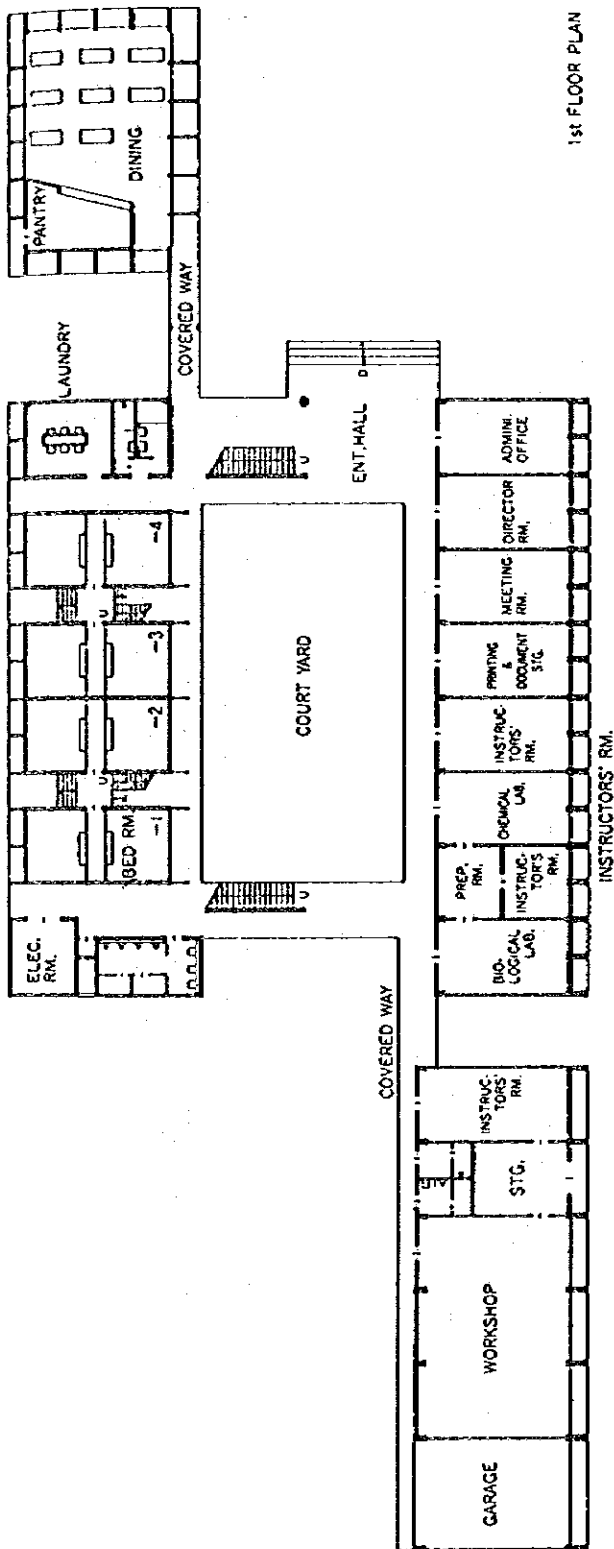 PANTRY
DINING
1st FLOOR PLAN
LAUNDRY
COVERED WAY
D
U
ENT. HALL
ADMINI.
OFFICE
DIRECTOR
RM.
MEETING
RM.
PRINTING
&
DOCUMENT
STG.
INSTRUC-
TORS'
RM.
CHEMICAL LAB.
PREP.
RM.
INSTRUC-
TOR'S
RM.
BIO-
LOGICAL
LAB.
INSTRUCTORS' RM.
-4
U
-3
-2
U
BED RM. -1
COURT YARD
U
ELEC.
RM.
COVERED WAY
INSTRUC-
TORS'
RM.
STG.
WORKSHOP
GARAGE